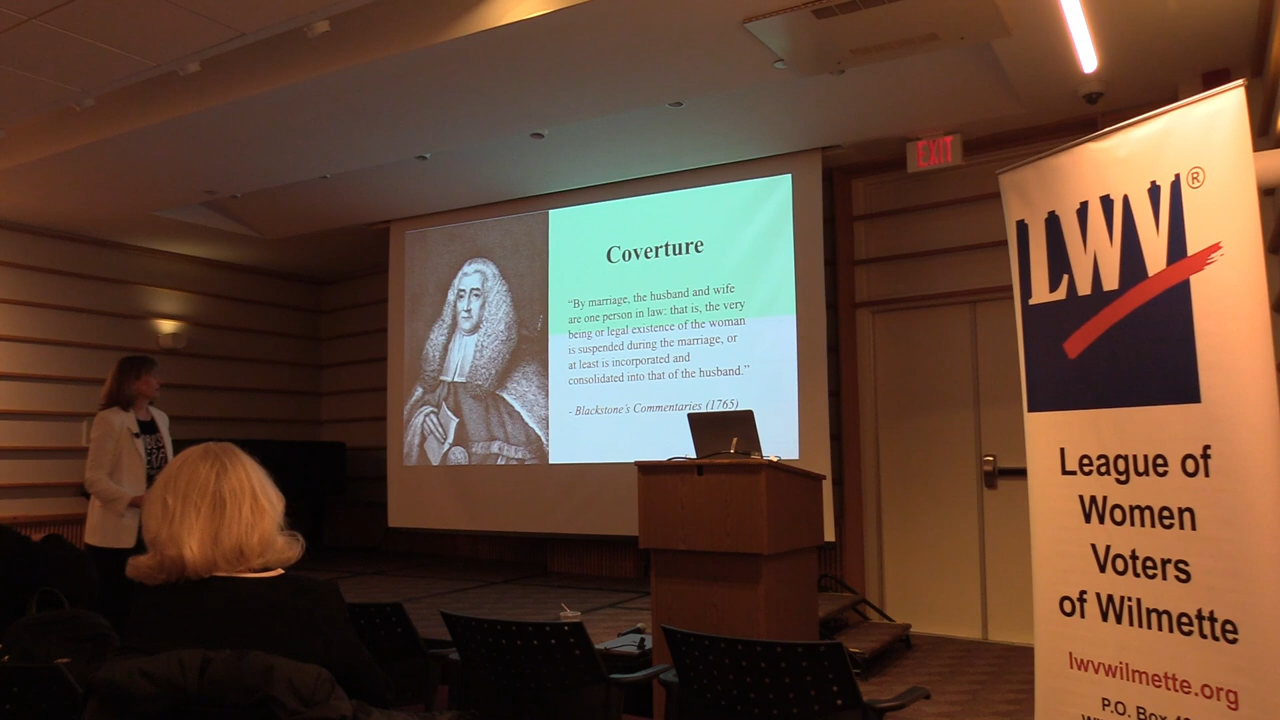 EXIT
Coverture
“By marriage, the husband and wife
are one person in law: that is, the very
being or legal existence of the woman
is suspended during the marriage, or
at least is incorporated and
consolidated into that of the husband.”
- Blackstone's Commentaries (1765)
LWV®
League of
Women
Voters
of Wilmette
lwvwilmette.org
P.O. Box